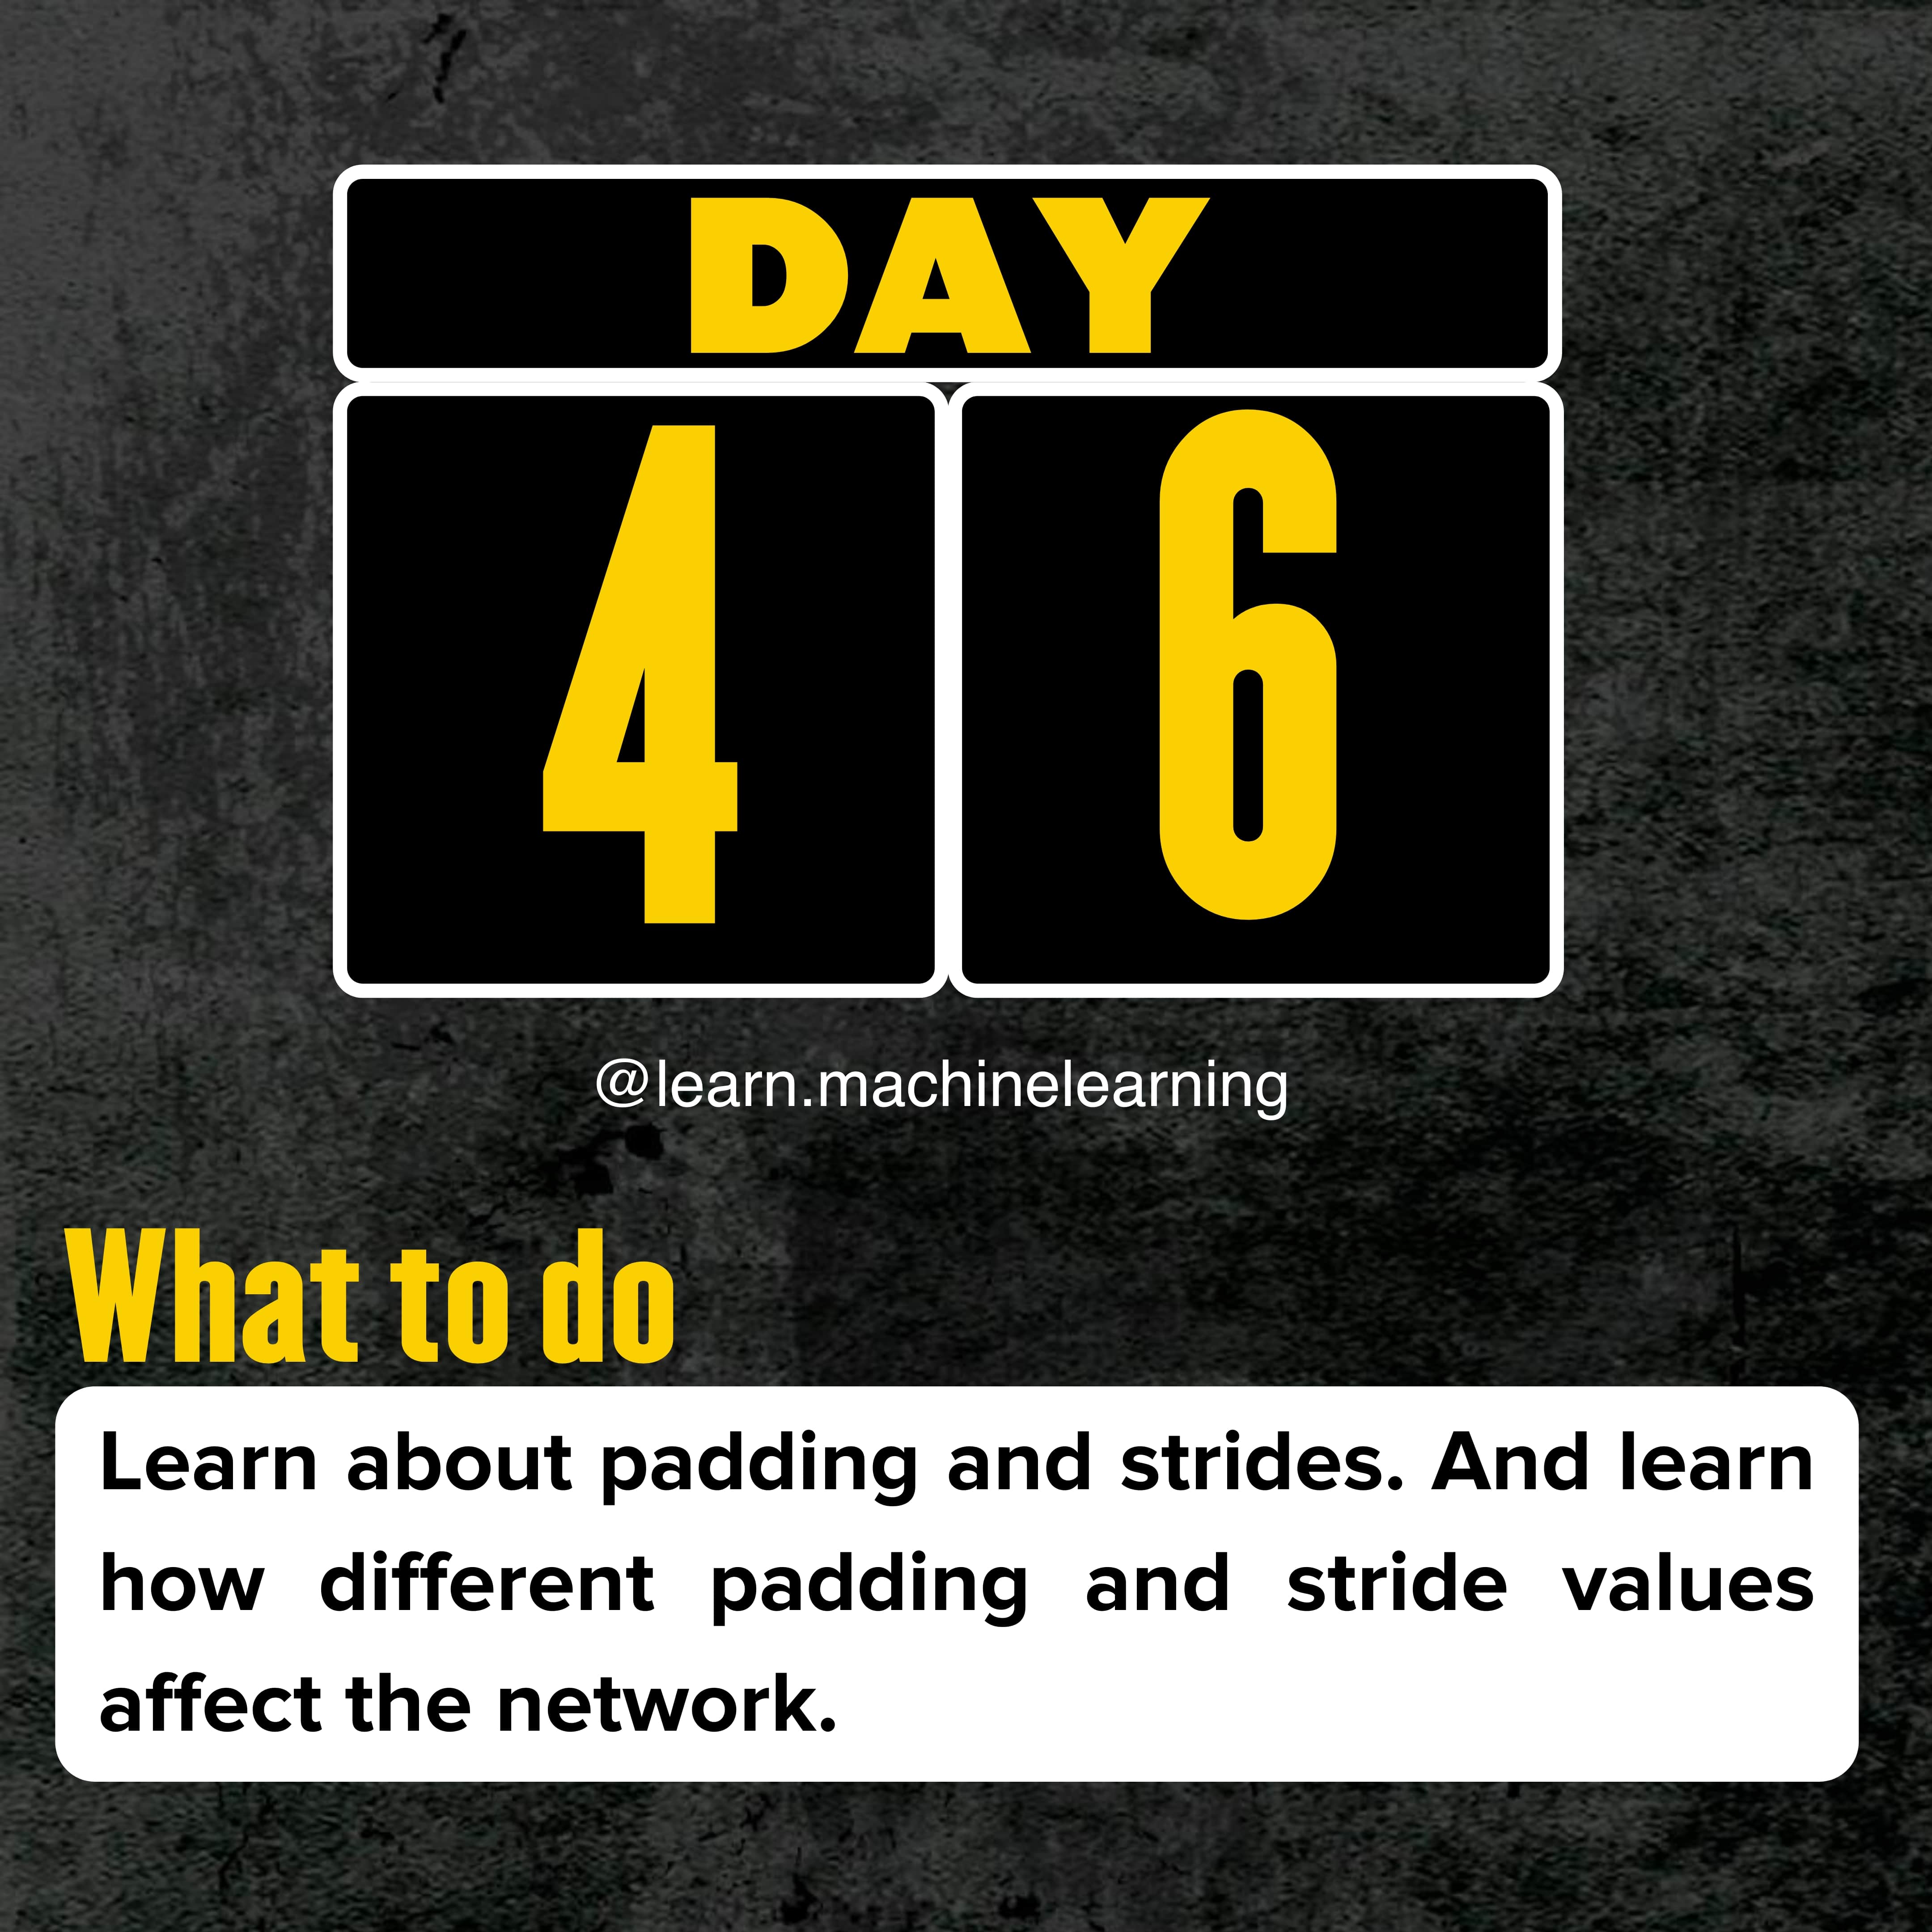 DAY
4 6
@learn.machinelearning
What to do
Learn about padding and strides. And learn
how different padding and stride values
affect the network.